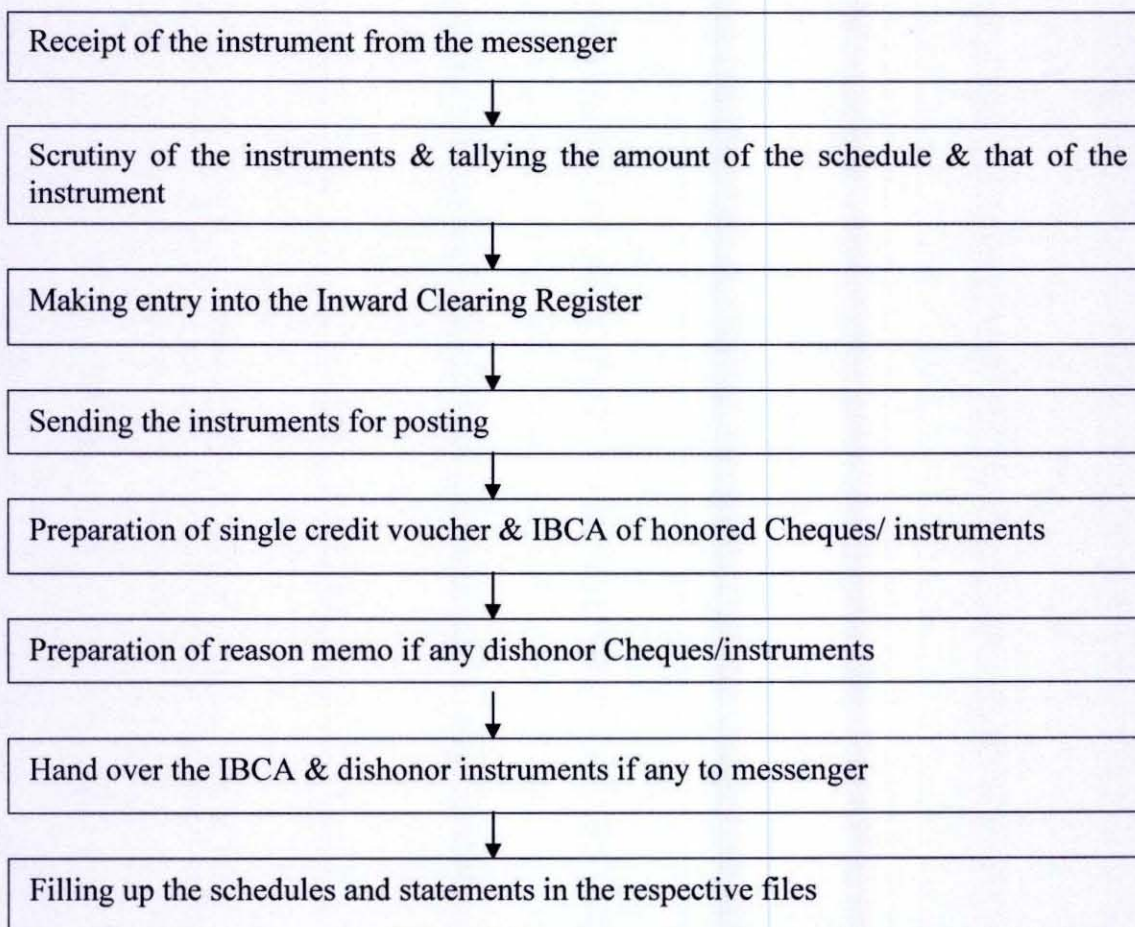 Receipt of the instrument from the messenger
Scrutiny of the instruments & tallying the amount of the schedule & that of the
instrument
Making entry into the Inward Clearing Register
Sending the instruments for posting
Preparation of single credit voucher & IBCA of honored Cheques/ instruments
Preparation of reason memo if any dishonor Cheques/instruments
Hand over the IBCA & dishonor instruments if any to messenger
Filling up the schedules and statements in the respective files